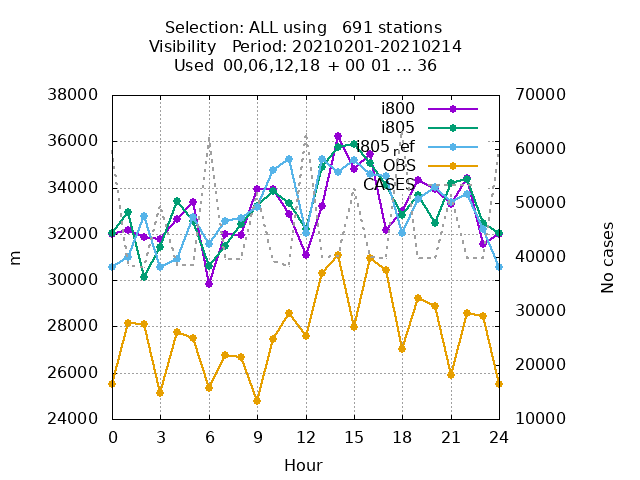 Selection: ALL using   691 stations
Visibility   Period: 20210201-20210214
Used  00,06,12,18 + 00 01 ... 36
38000
36000
34000
32000
30000
28000
26000
24000
m
i800
i805
i805_ref
OBS
CASES
70000
60000
50000
40000
30000
20000
10000
No cases
0 3 6 9 12 15 18 21 24
Hour